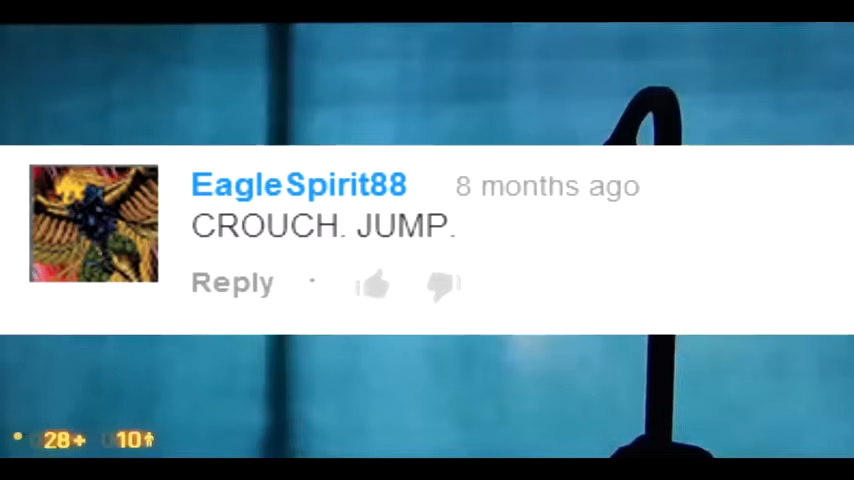 EagleSpirit88 8 months ago
CROUCH. JUMP.
Reply ·
28+ 10